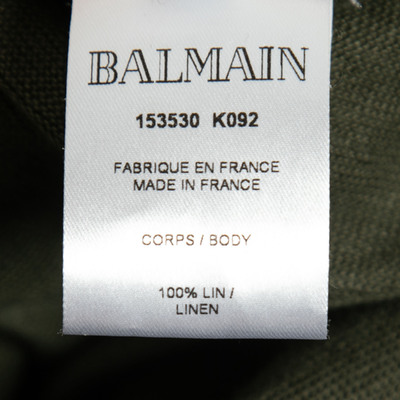 BALMAIN
153530 K092
FABRIQUE EN FRANCE
MADE IN FRANCE
CORPS / BODY
100% LIN /
LINEN